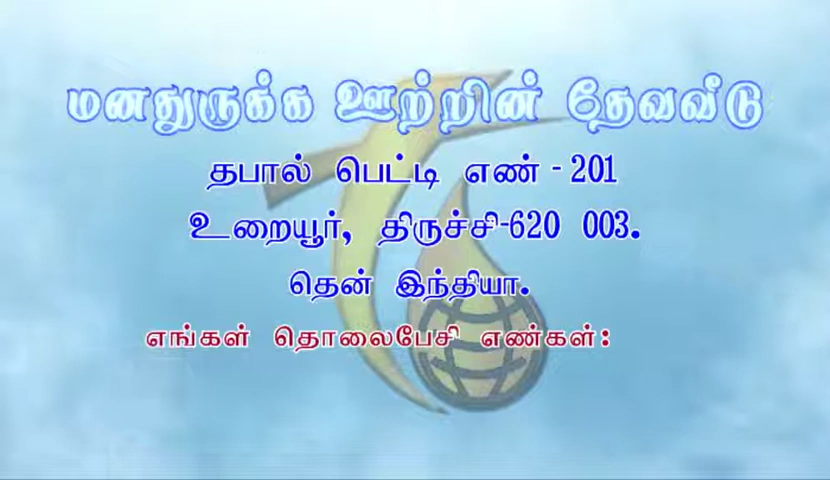 மனதுருக்க ஊற்றின் தேவவீடு
தபால் பெட்டி எண் - 201
உறையூர், திருச்சி-620 003.
தென் இந்தியா.
எங்கள் தொலைபேசி எண்கள்: